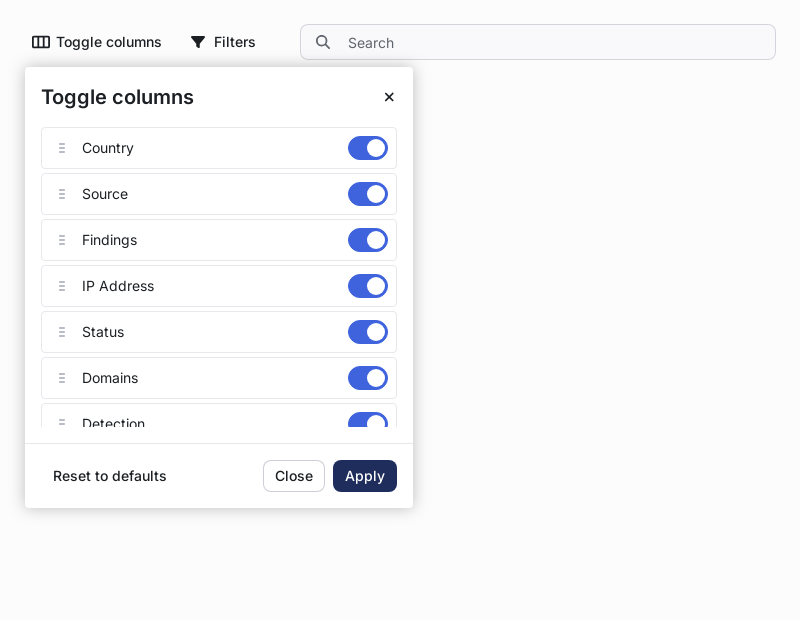 Toggle columns
Filters
Search
Toggle columns
Country
Source
Findings
IP Address
Status
Domains
Detection
Reset to defaults
Close
Apply